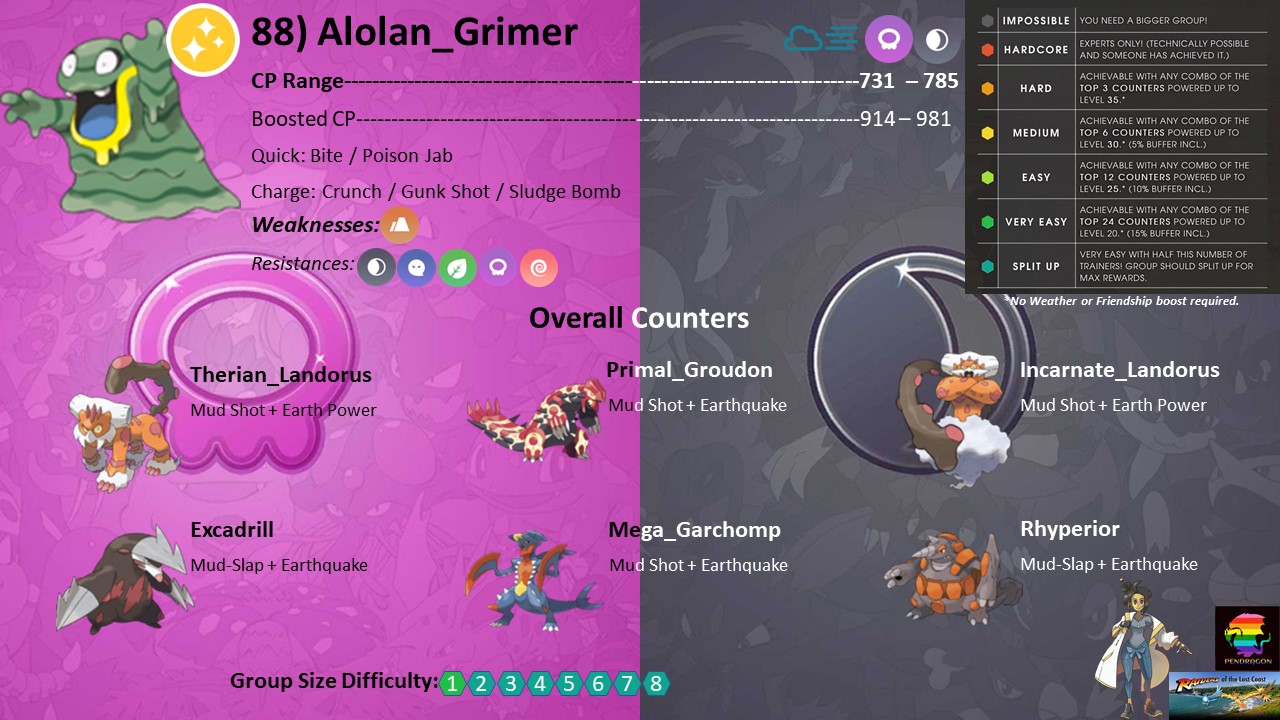 88) Alolan_Grimer
CP Range------------------------------------------------------------------------731 – 785
Boosted CP-----------------------------------------------------------------------914 – 981
Quick: Bite / Poison Jab
Charge: Crunch / Gunk Shot / Sludge Bomb
Weaknesses:
Resistances:
IMPOSSIBLE YOU NEED A BIGGER GROUP!
HARDCORE EXPERTS ONLY! (TECHNICALLY POSSIBLE
AND SOMEONE HAS ACHIEVED IT.)
HARD ACHIEVABLE WITH ANY COMBO OF THE
TOP 3 COUNTERS POWERED UP TO
LEVEL 35.*
MEDIUM ACHIEVABLE WITH ANY COMBO OF THE
TOP 6 COUNTERS POWERED UP TO
LEVEL 30.* (5% BUFFER INCL.)
EASY ACHIEVABLE WITH ANY COMBO OF THE
TOP 12 COUNTERS POWERED UP TO
LEVEL 25.* (10% BUFFER INCL.)
VERY EASY ACHIEVABLE WITH ANY COMBO OF THE
TOP 24 COUNTERS POWERED UP TO
LEVEL 20.* (15% BUFFER INCL.)
SPLIT UP VERY EASY WITH HALF THIS NUMBER OF
TRAINERS! GROUP SHOULD SPLIT UP FOR
MAX REWARDS.
*No Weather or Friendship boost required.
Overall Counters
Therian_Landorus
Mud Shot + Earth Power
Primal_Groudon
Mud Shot + Earthquake
Incarnate_Landorus
Mud Shot + Earth Power
Excadrill
Mud-Slap + Earthquake
Mega_Garchomp
Mud Shot + Earthquake
Rhyperior
Mud-Slap + Earthquake
Group Size Difficulty: 1 2 3 4 5 6 7 8
PENDRAGON
RAIDERS of the Lost Coast